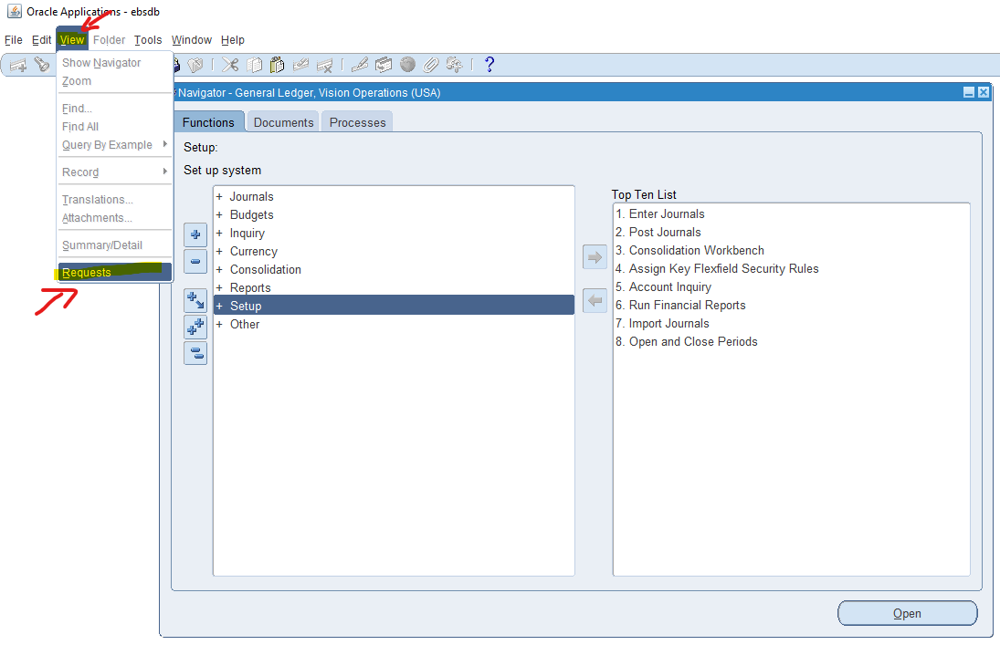 Oracle Applications - ebsdb
File Edit View Folder Tools Window Help
Show Navigator
Zoom
Find...
Find All
Query By Example
Record
Translations...
Attachments...
Summary/Detail
Requests
Navigator - General Ledger, Vision Operations (USA)
Functions Documents Processes
Setup:
Set up system
+ Journals
+ Budgets
+ Inquiry
+ Currency
+ Consolidation
+ Reports
+ Setup
+ Other
Top Ten List
1. Enter Journals
2. Post Journals
3. Consolidation Workbench
4. Assign Key Flexfield Security Rules
5. Account Inquiry
6. Run Financial Reports
7. Import Journals
8. Open and Close Periods
Open